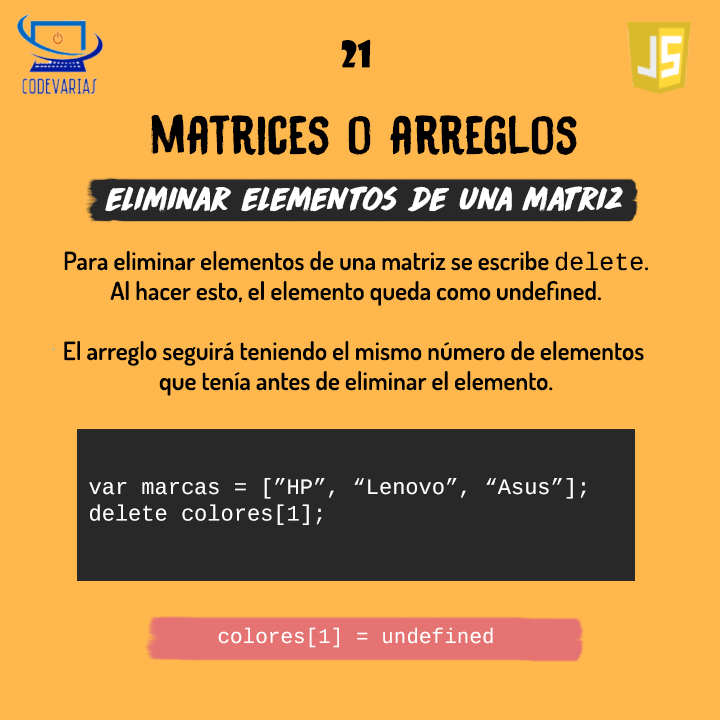 CODEVARIAS
21
JS
MATRICES O ARREGLOS
ELIMINAR ELEMENTOS DE UNA MATRIZ
Para eliminar elementos de una matriz se escribe delete.
Al hacer esto, el elemento queda como undefined.
El arreglo seguirá teniendo el mismo número de elementos
que tenía antes de eliminar el elemento.
var marcas = [”HP”, “Lenovo”, “Asus”];
delete colores[1];
colores[1] = undefined